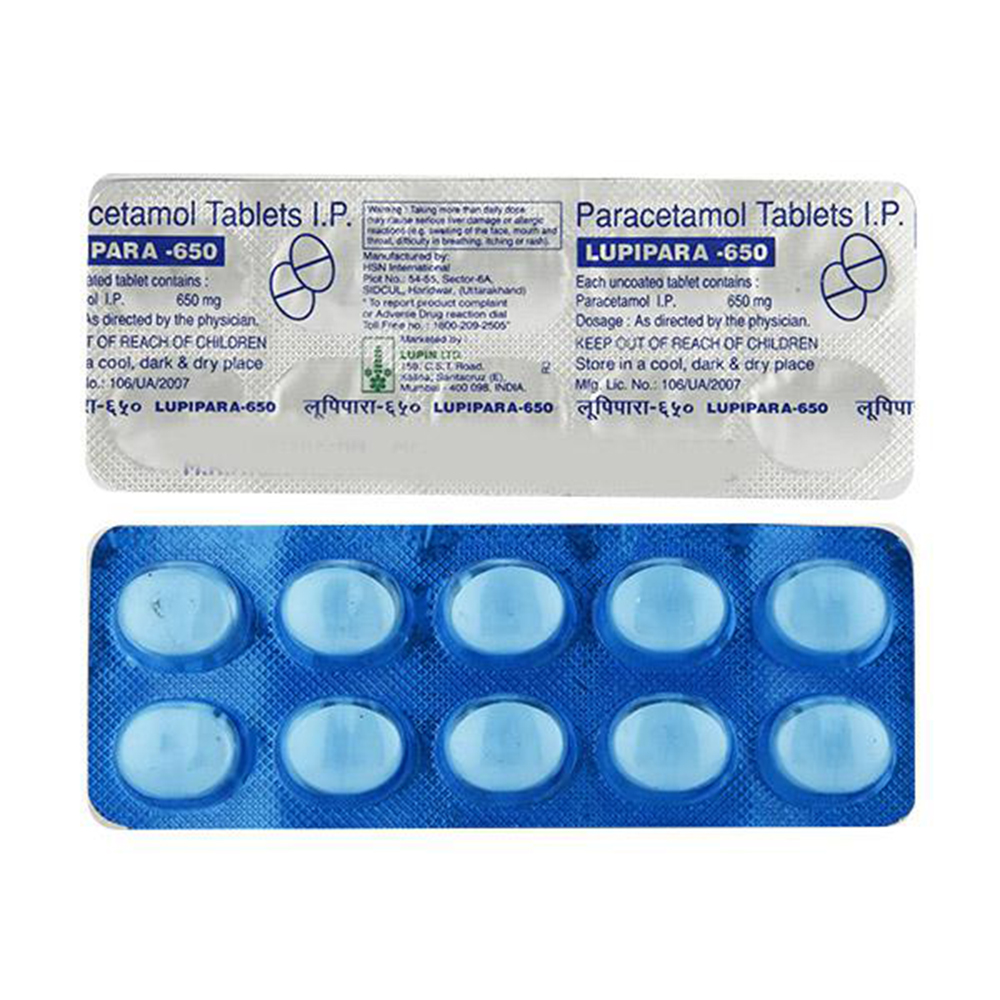 cetamol Tablets I.P.
PARA -650
ated tablet contains :
ol I.P. 650 mg
As directed by the physician.
T OF REACH OF CHILDREN
a cool, dark & dry place
No.: 106/UA/2007
रा-६५० LUPIPARA-650
Warning : Taking more than daily dose
may cause serious liver damage or allergic
reactions (e.g. swelling of the face, mouth and
throat, difficulty in breathing, itching or rash).
Manufactured by:
HSN International
Plot No.: 54-55, Sector-6A,
SIDCUL, Haridwar, (Uttarakhand)
* To report product complaint
or Adverse Drug reaction dial
Toll Free no. : 1800-209-2505"
Marketed by :
LUPIN LTD.
159, C.S.T. Road,
Kalina, Santacruz (E),
Mumbai - 400 098, INDIA.
लूपिपारा-६५० LUPIPARA-650
Paracetamol Tablets I.P.
LUPIPARA -650
Each uncoated tablet contains :
Paracetamol I.P. 650 mg
Dosage : As directed by the physician.
KEEP OUT OF REACH OF CHILDREN
Store in a cool, dark & dry place
Mfg. Lic. No.: 106/UA/2007
लूपिपारा-६५० LUPIPARA-650 लूपिपा